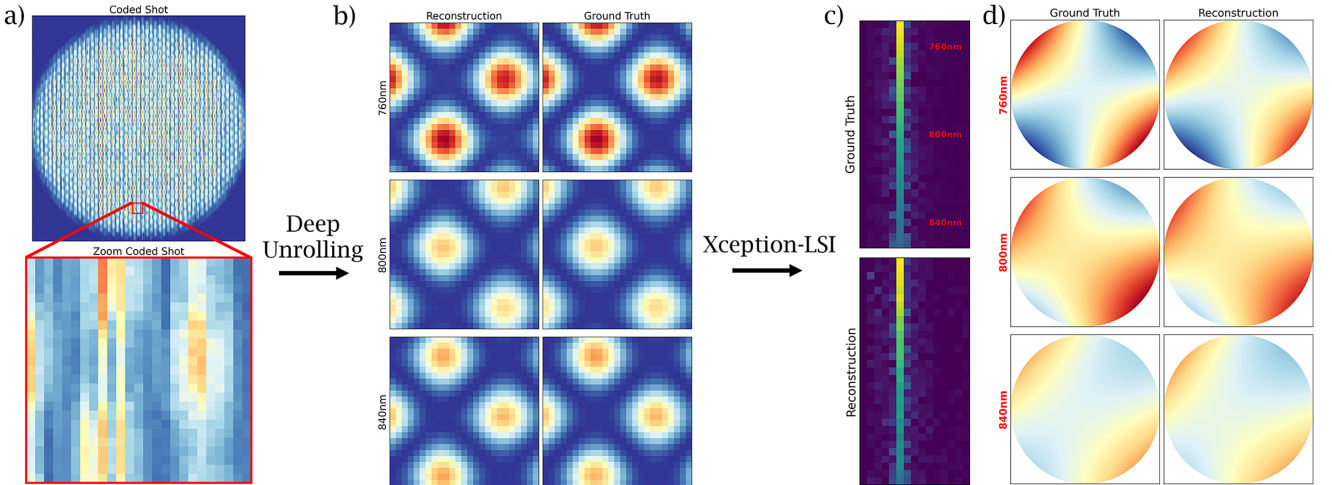 a)
Coded Shot
Zoom Coded Shot
Deep
Unrolling
b)
Reconstruction
Ground Truth
760nm
800nm
840nm
Xception-LSI
c)
Ground Truth
760nm
800nm
840nm
Reconstruction
d)
Ground Truth
Reconstruction
760nm
800nm
840nm